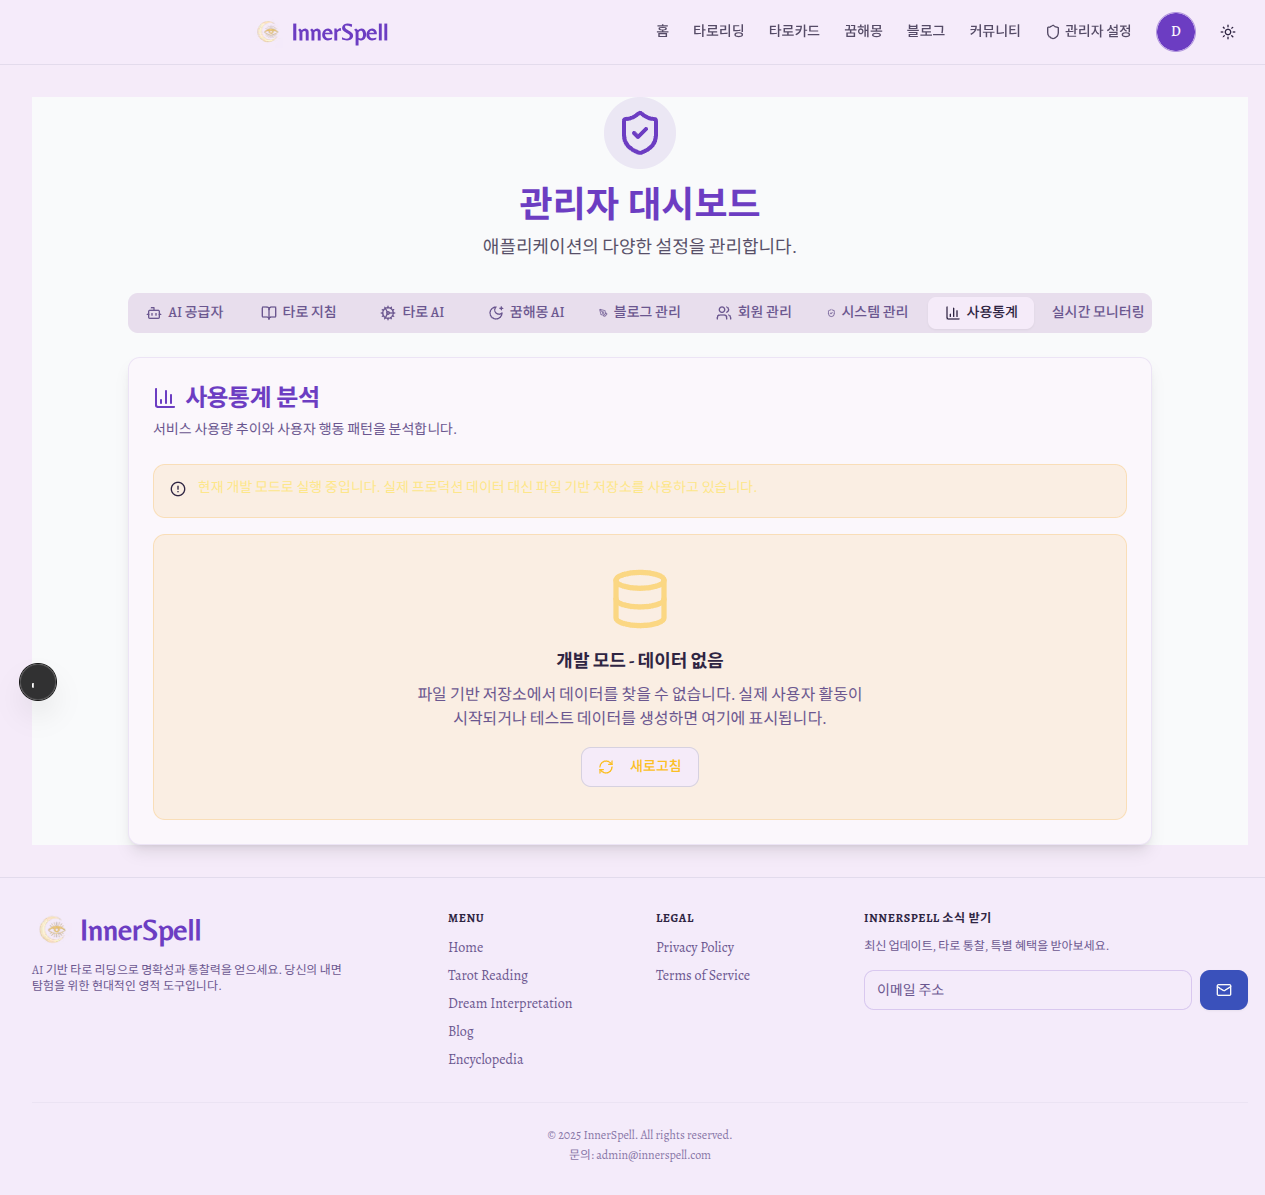 InnerSpell
홈 타로리딩 타로카드 꿈해몽 블로그 커뮤니티 관리자 설정 D
관리자 대시보드
애플리케이션의 다양한 설정을 관리합니다.
AI 공급자 타로 지침 타로 AI 꿈해몽 AI 블로그 관리 회원 관리 시스템 관리 사용통계 실시간 모니터링
사용통계 분석
서비스 사용량 추이와 사용자 행동 패턴을 분석합니다.
현재 개발 모드로 실행 중입니다. 실제 프로덕션 데이터 대신 파일 기반 저장소를 사용하고 있습니다.
개발 모드 - 데이터 없음
파일 기반 저장소에서 데이터를 찾을 수 없습니다. 실제 사용자 활동이
시작되거나 테스트 데이터를 생성하면 여기에 표시됩니다.
새로고침
InnerSpell
AI 기반 타로 리딩으로 명확성과 통찰력을 얻으세요. 당신의 내면
탐험을 위한 현대적인 영적 도구입니다.
MENU
Home
Tarot Reading
Dream Interpretation
Blog
Encyclopedia
LEGAL
Privacy Policy
Terms of Service
INNERSPELL 소식 받기
최신 업데이트, 타로 통찰, 특별 혜택을 받아보세요.
이메일 주소
© 2025 InnerSpell. All rights reserved.
문의: admin@innerspell.com